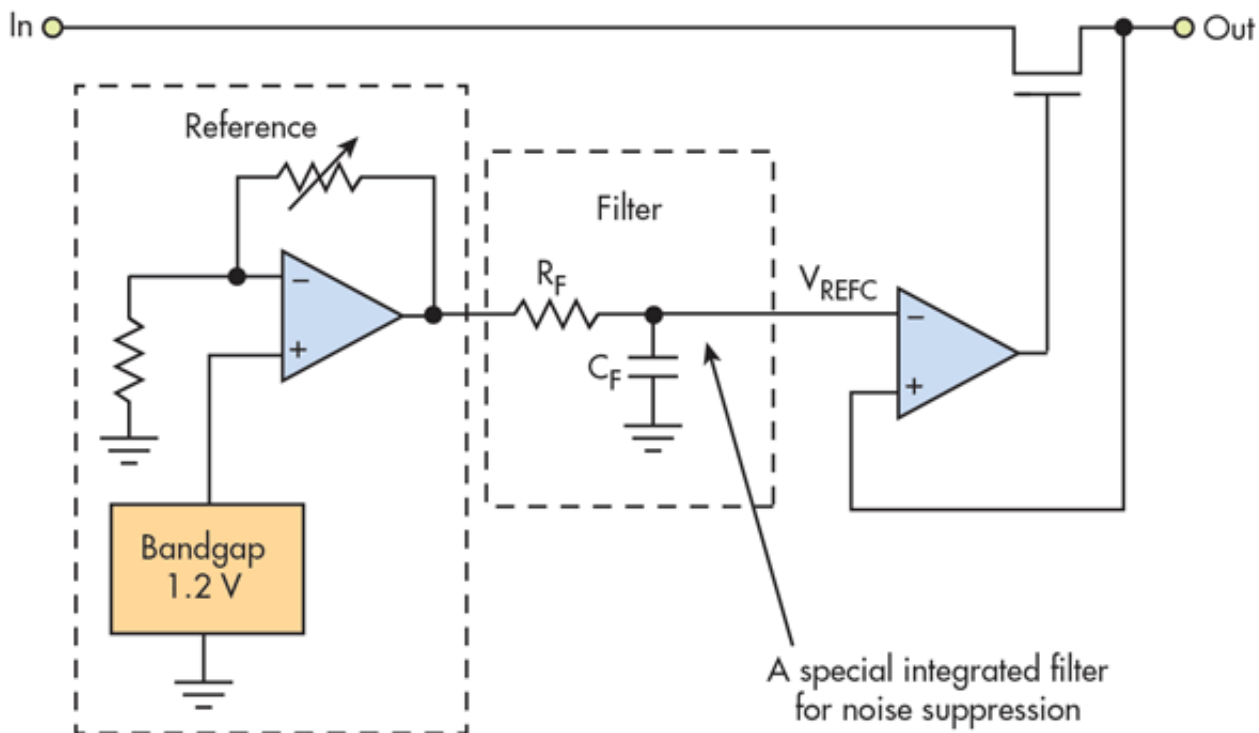 In
Out
Reference
Filter
R_F
V_REFC
−
−
+
C_F
+
Bandgap
1.2 V
A special integrated filter
for noise suppression